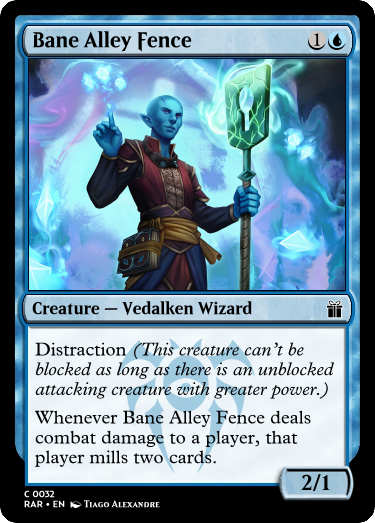 Bane Alley Fence 1
Creature — Vedalken Wizard
Distraction (This creature can't be
blocked as long as there is an unblocked
attacking creature with greater power.)
Whenever Bane Alley Fence deals
combat damage to a player, that
player mills two cards.
2/1
C 0032
RAR • EN Tiago Alexandre